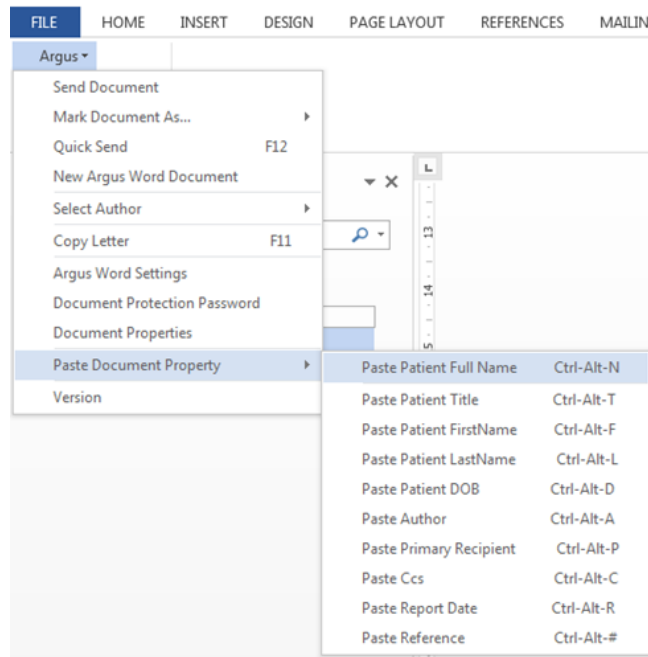 FILE HOME INSERT DESIGN PAGE LAYOUT REFERENCES MAILIN
Argus
Send Document
Mark Document As...
Quick Send F12
New Argus Word Document
Select Author
Copy Letter F11
Argus Word Settings
Document Protection Password
Document Properties
Paste Document Property
Version
L
13
14
Paste Patient Full Name Ctrl-Alt-N
Paste Patient Title Ctrl-Alt-T
Paste Patient FirstName Ctrl-Alt-F
Paste Patient LastName Ctrl-Alt-L
Paste Patient DOB Ctrl-Alt-D
Paste Author Ctrl-Alt-A
Paste Primary Recipient Ctrl-Alt-P
Paste Ccs Ctrl-Alt-C
Paste Report Date Ctrl-Alt-R
Paste Reference Ctrl-Alt-#